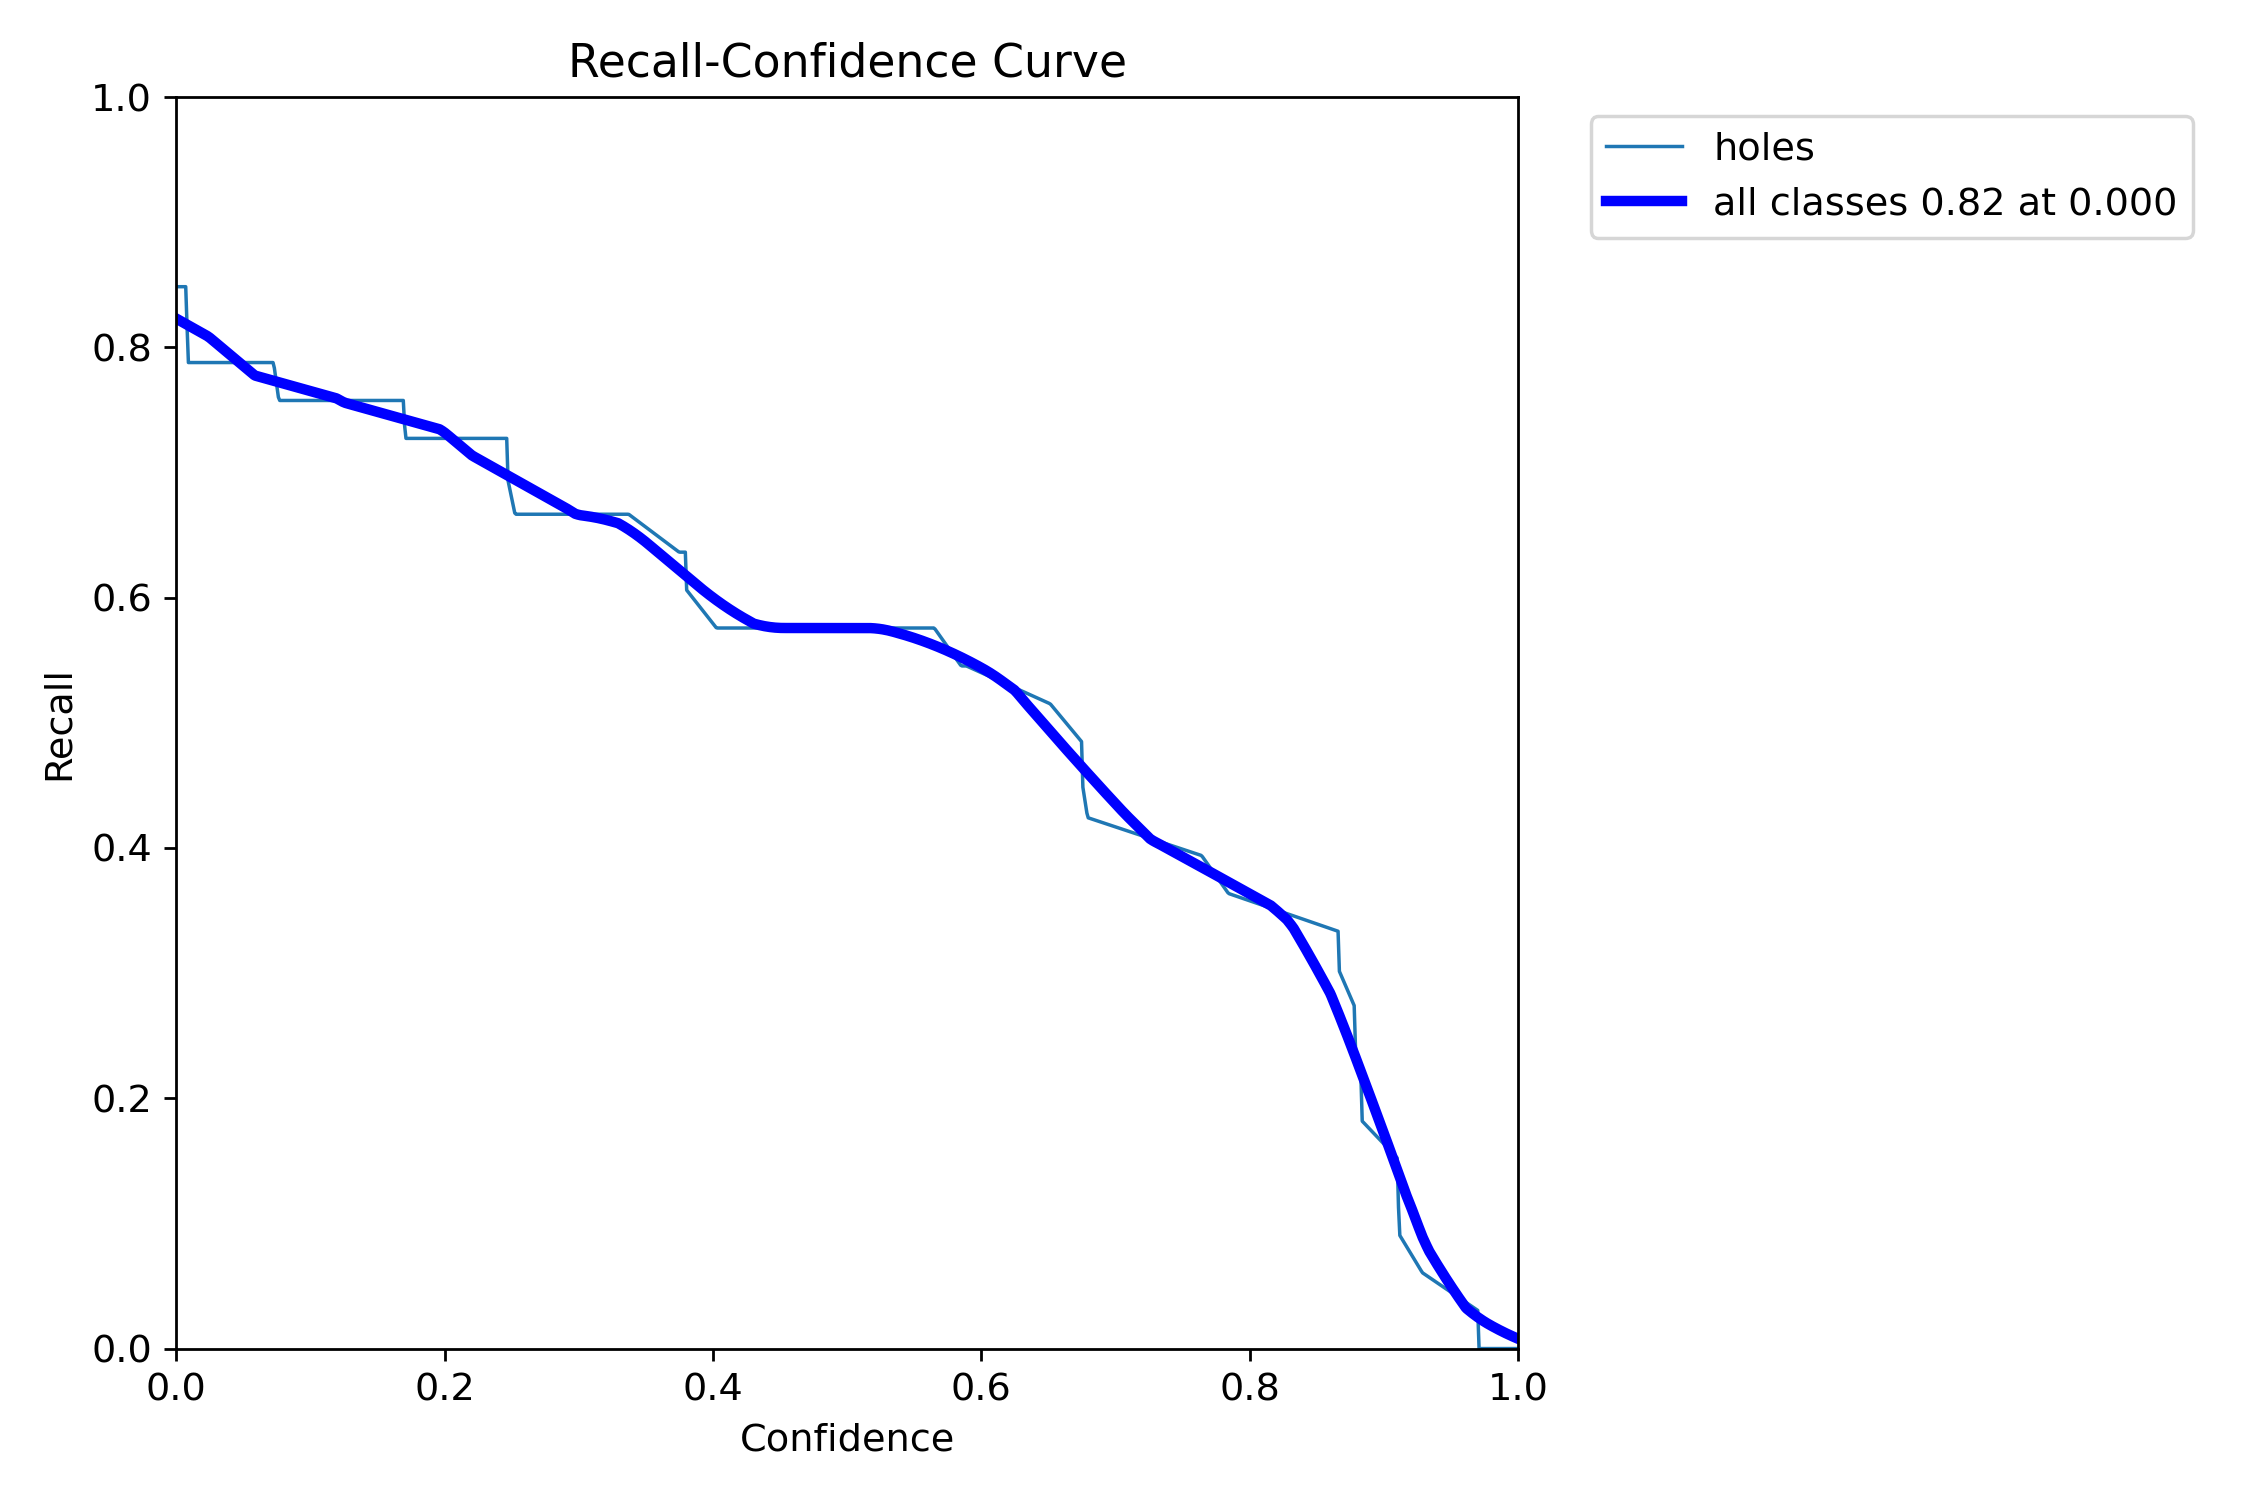 Recall-Confidence Curve
1.0
0.8
0.6
0.4
0.2
0.0
Recall
0.0 0.2 0.4 0.6 0.8 1.0
Confidence
holes
all classes 0.82 at 0.000